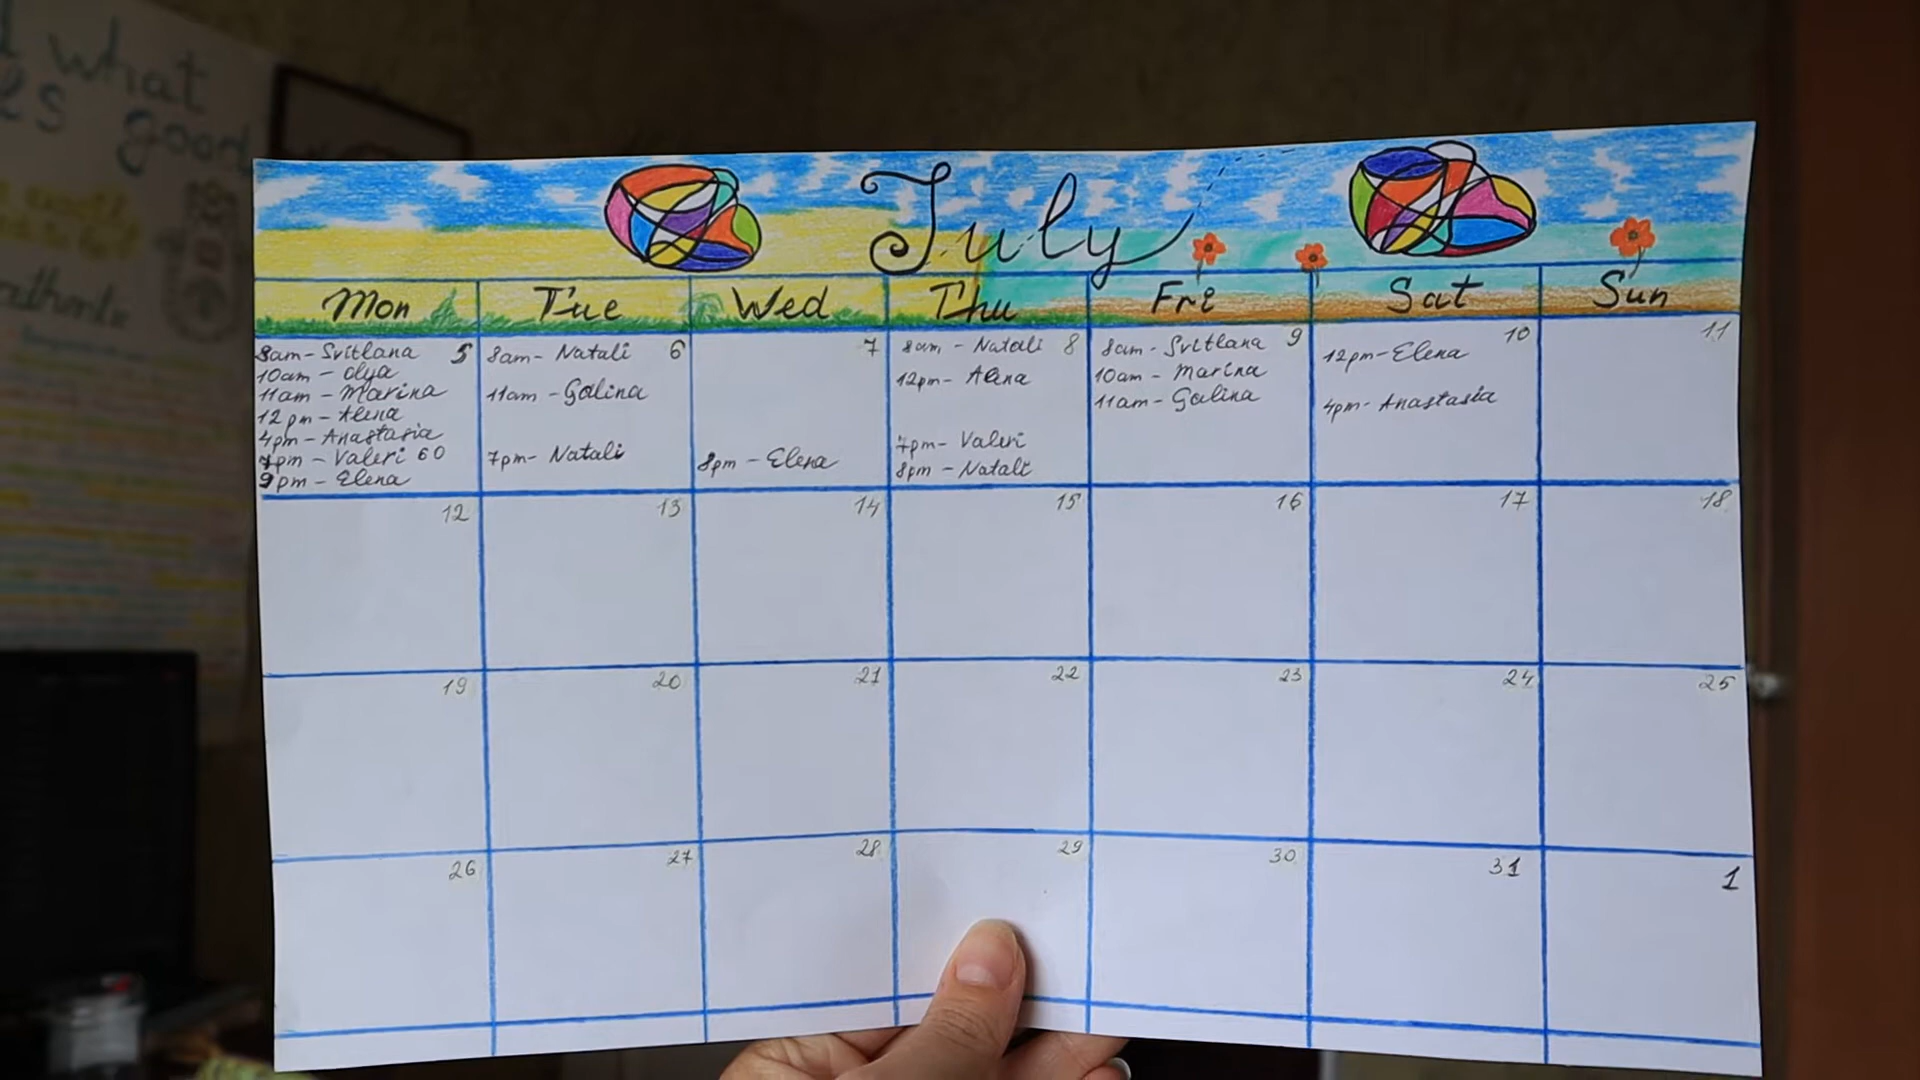 what
good
July
Mon Tue Wed Thu Fri Sat Sun
5
8am - Svitlana
10am - Olya
11am - Marina
12pm - Alena
4pm - Anastasia
7pm - Valeri 60
9pm - Elena
6
8am - Natali
11am - Galina
7pm - Natali
7
8pm - Elena
8
8am - Natali
12pm - Alena
7pm - Valeri
8pm - Natali
9
8am - Svitlana
10am - Marina
11am - Galina
10
12pm - Elena
4pm - Anastasia
11
12 13 14 15 16 17 18
19 20 21 22 23 24 25
26 27 28 29 30 31 1